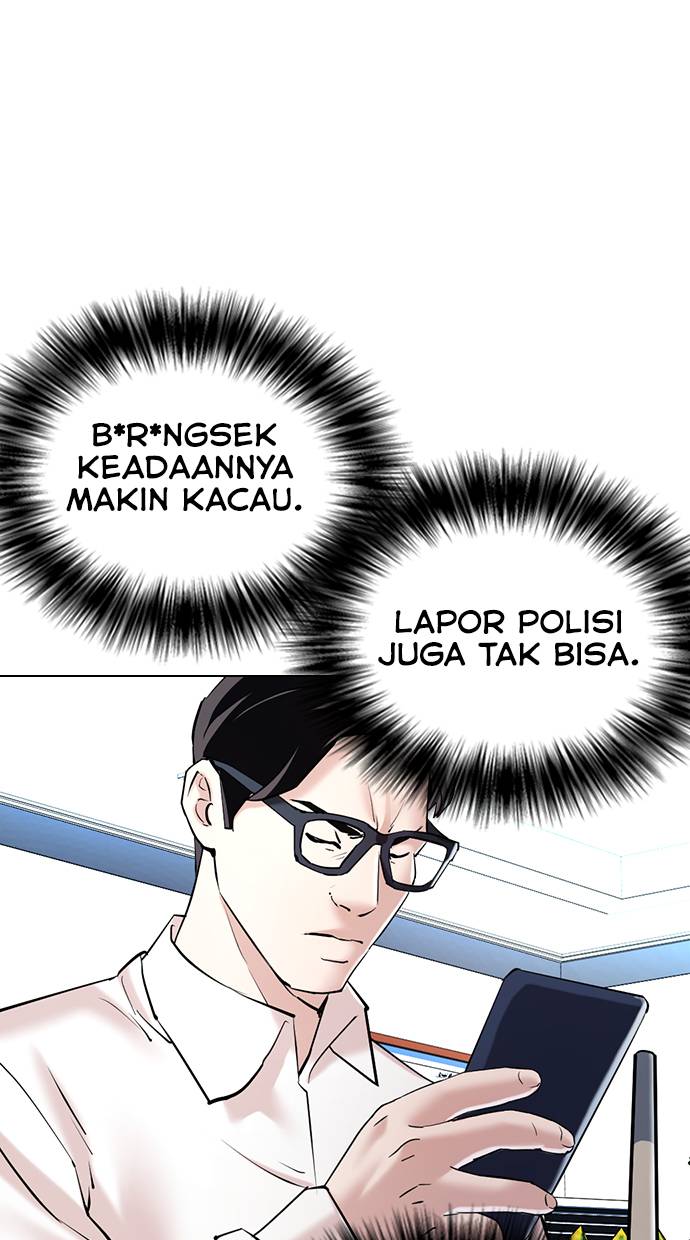 B*R*NGSEK
KEADAANNYA
MAKIN KACAU.
LAPOR POLISI
JUGA TAK BISA.